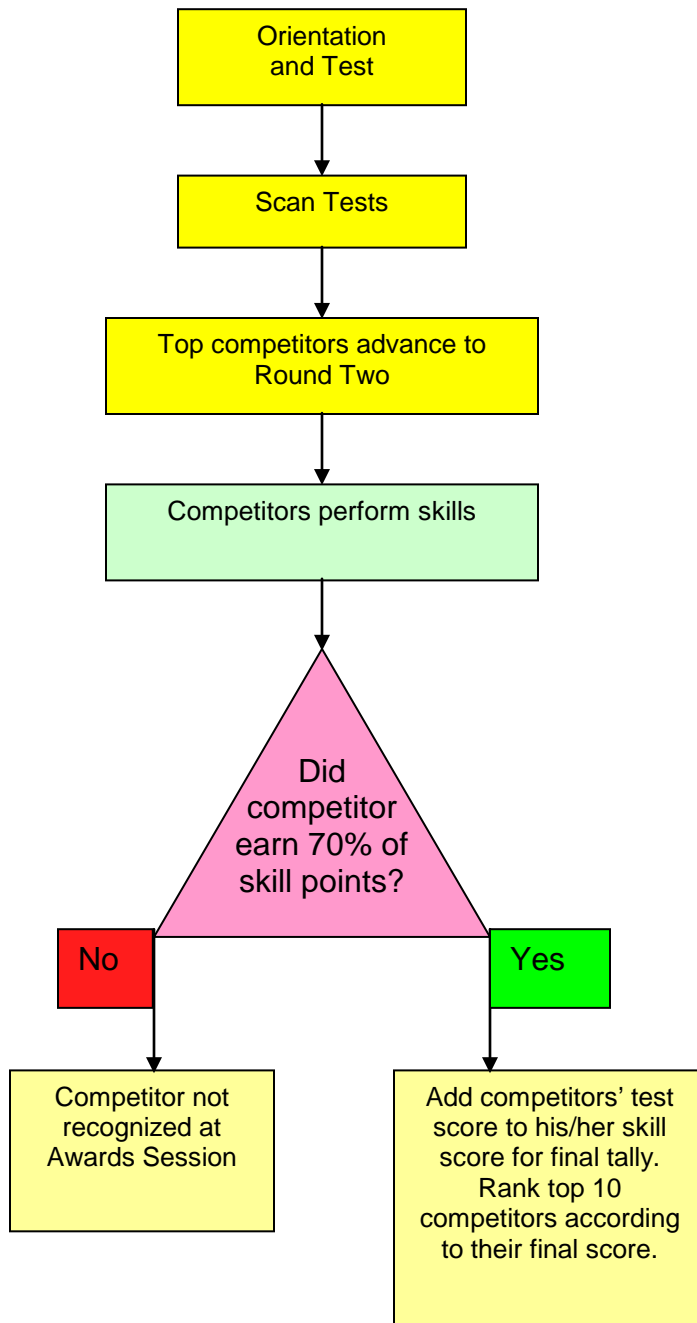 Orientation
and Test
Scan Tests
Top competitors advance to
Round Two
Competitors perform skills
Did
competitor
earn 70% of
skill points?
No
Yes
Competitor not
recognized at
Awards Session
Add competitors’ test
score to his/her skill
score for final tally.
Rank top 10
competitors according
to their final score.